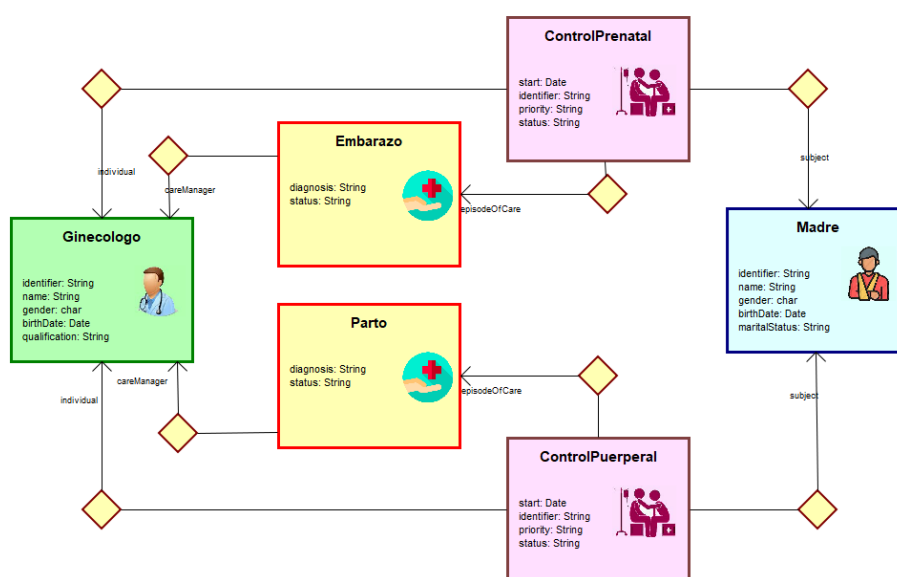 ControlPrenatal
start: Date
identifier: String
priority: String
status: String
Embarazo
diagnosis: String
status: String
individual
careManager
subject
episodeOfCare
Ginecologo
identifier: String
name: String
gender: char
birthDate: Date
qualification: String
Madre
identifier: String
name: String
gender: char
birthDate: Date
maritalStatus: String
Parto
diagnosis: String
status: String
careManager
individual
episodeOfCare
subject
ControlPuerperal
start: Date
identifier: String
priority: String
status: String